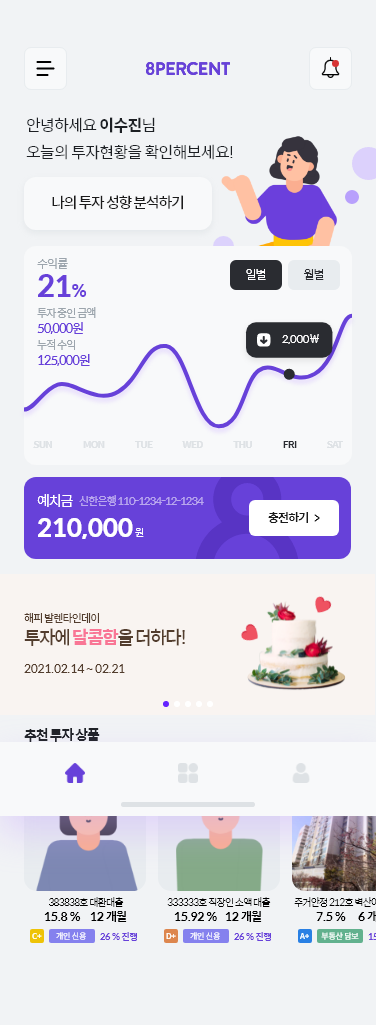 8PERCENT
안녕하세요 이수진님
오늘의 투자현황을 확인해보세요!
나의 투자 성향 분석하기
수익률
21%
투자 중인 금액
50,000원
누적 수익
125,000원
일별
월별
2,000₩
SUN MON TUE WED THU FRI SAT
예치금 신한은행 110-1234-12-1234
210,000 원
충전하기 >
해피 발렌타인데이
투자에 달콤함을 더하다!
2021.02.14 ~ 02.21
추천 투자 상품
383838호 대환대출
15.8 % 12 개월
C+ 개인 신용 26 % 진행
333333호 직장인 소액 대출
15.92 % 12 개월
D+ 개인 신용 26 % 진행
주거안정 212호 벽산
7.5 % 6
A+ 부동산 담보